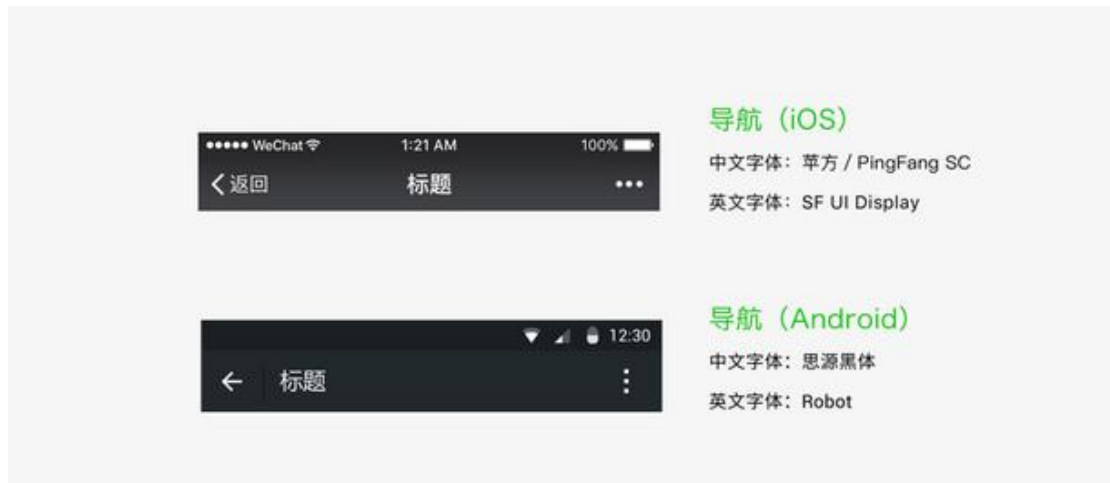 WeChat 1:21 AM 100%
返回 标题
导航（iOS）
中文字体：苹方 / PingFang SC
英文字体：SF UI Display
12:30
标题
导航（Android）
中文字体：思源黑体
英文字体：Robot